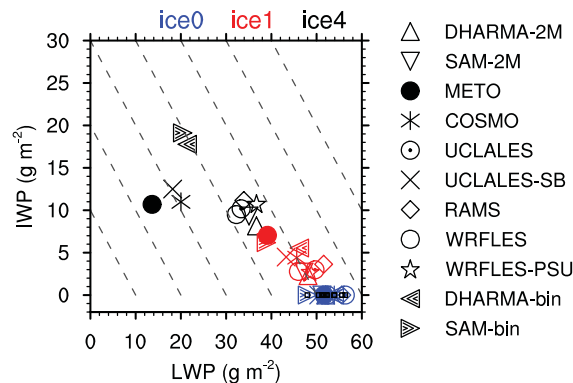 ice0 ice1 ice4
IWP (g m⁻²)
30
25
20
15
10
5
0
0 10 20 30 40 50 60
LWP (g m⁻²)
DHARMA-2M
SAM-2M
METO
COSMO
UCLALES
UCLALES-SB
RAMS
WRFLES
WRFLES-PSU
DHARMA-bin
SAM-bin